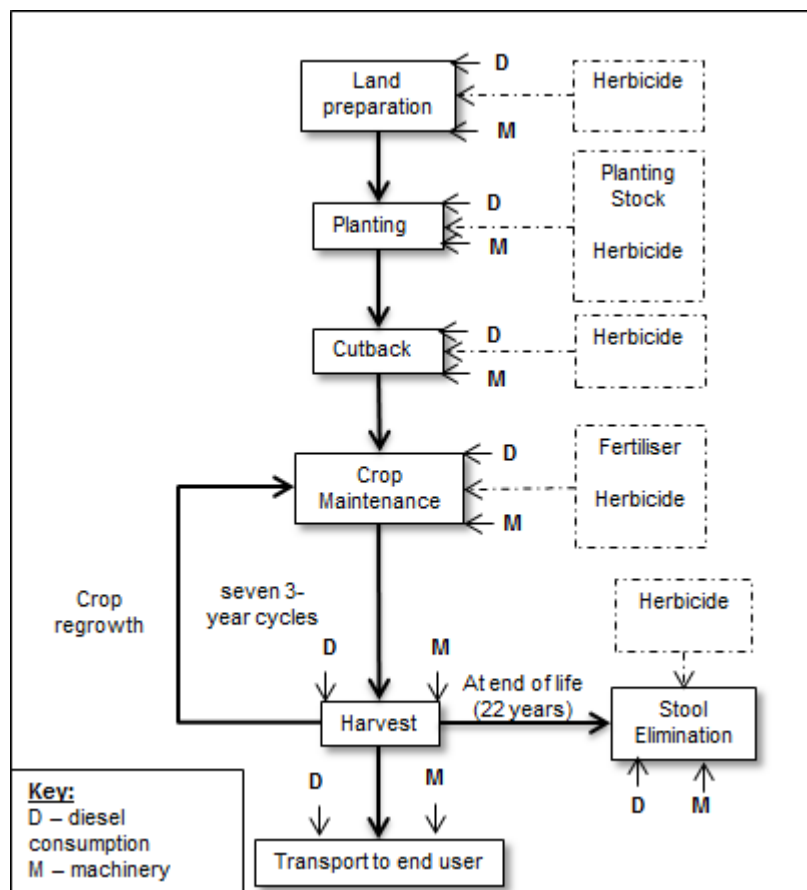 D
Land
preparation
Herbicide
M
Planting
Stock
D
Planting
Herbicide
M
D
Cutback
Herbicide
M
D
Fertiliser
Crop
Maintenance
Herbicide
M
Crop
regrowth
seven 3-
year cycles
Herbicide
D
M
At end of life
(22 years)
Harvest
Stool
Elimination
D
M
D
M
Transport to end user
Key:
D – diesel
consumption
M – machinery